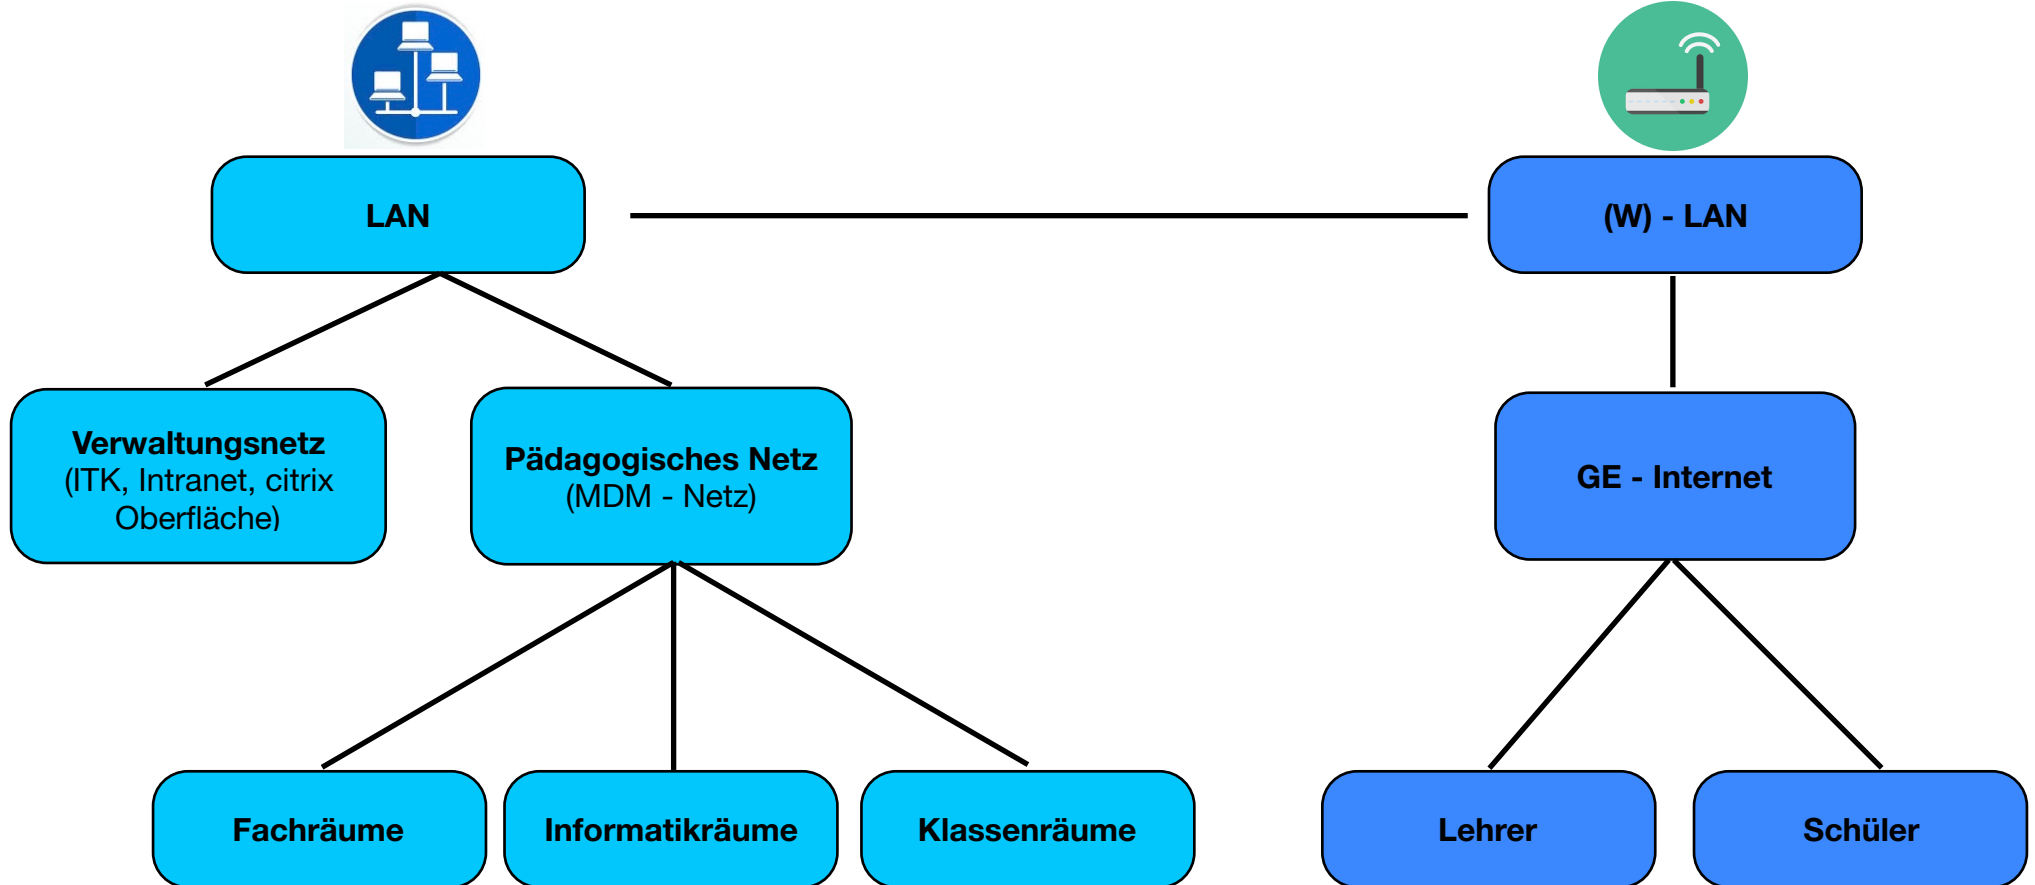 LAN
(W) - LAN
Verwaltungsnetz
(ITK, Intranet, citrix
Oberfläche)
Pädagogisches Netz
(MDM - Netz)
GE - Internet
Fachräume
Informatikräume
Klassenräume
Lehrer
Schüler